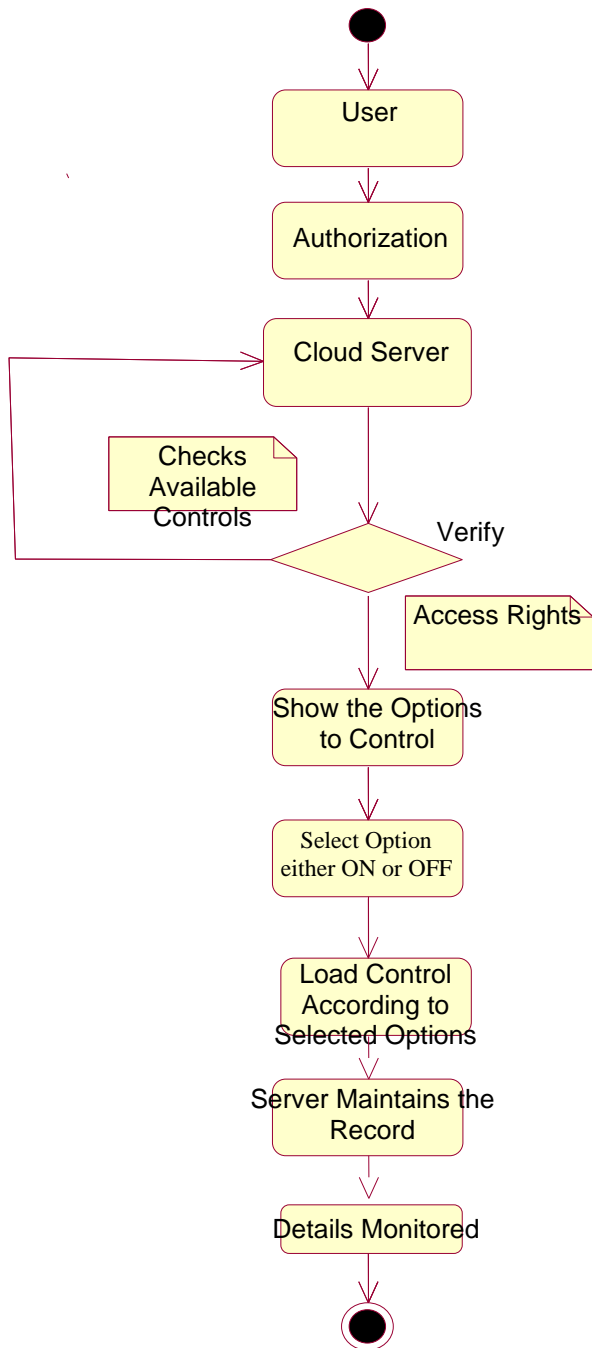 User
Authorization
Cloud Server
Checks
Available
Controls
Verify
Access Rights
Show the Options
to Control
Select Option
either ON or OFF
Load Control
According to
Selected Options
Server Maintains the
Record
Details Monitored